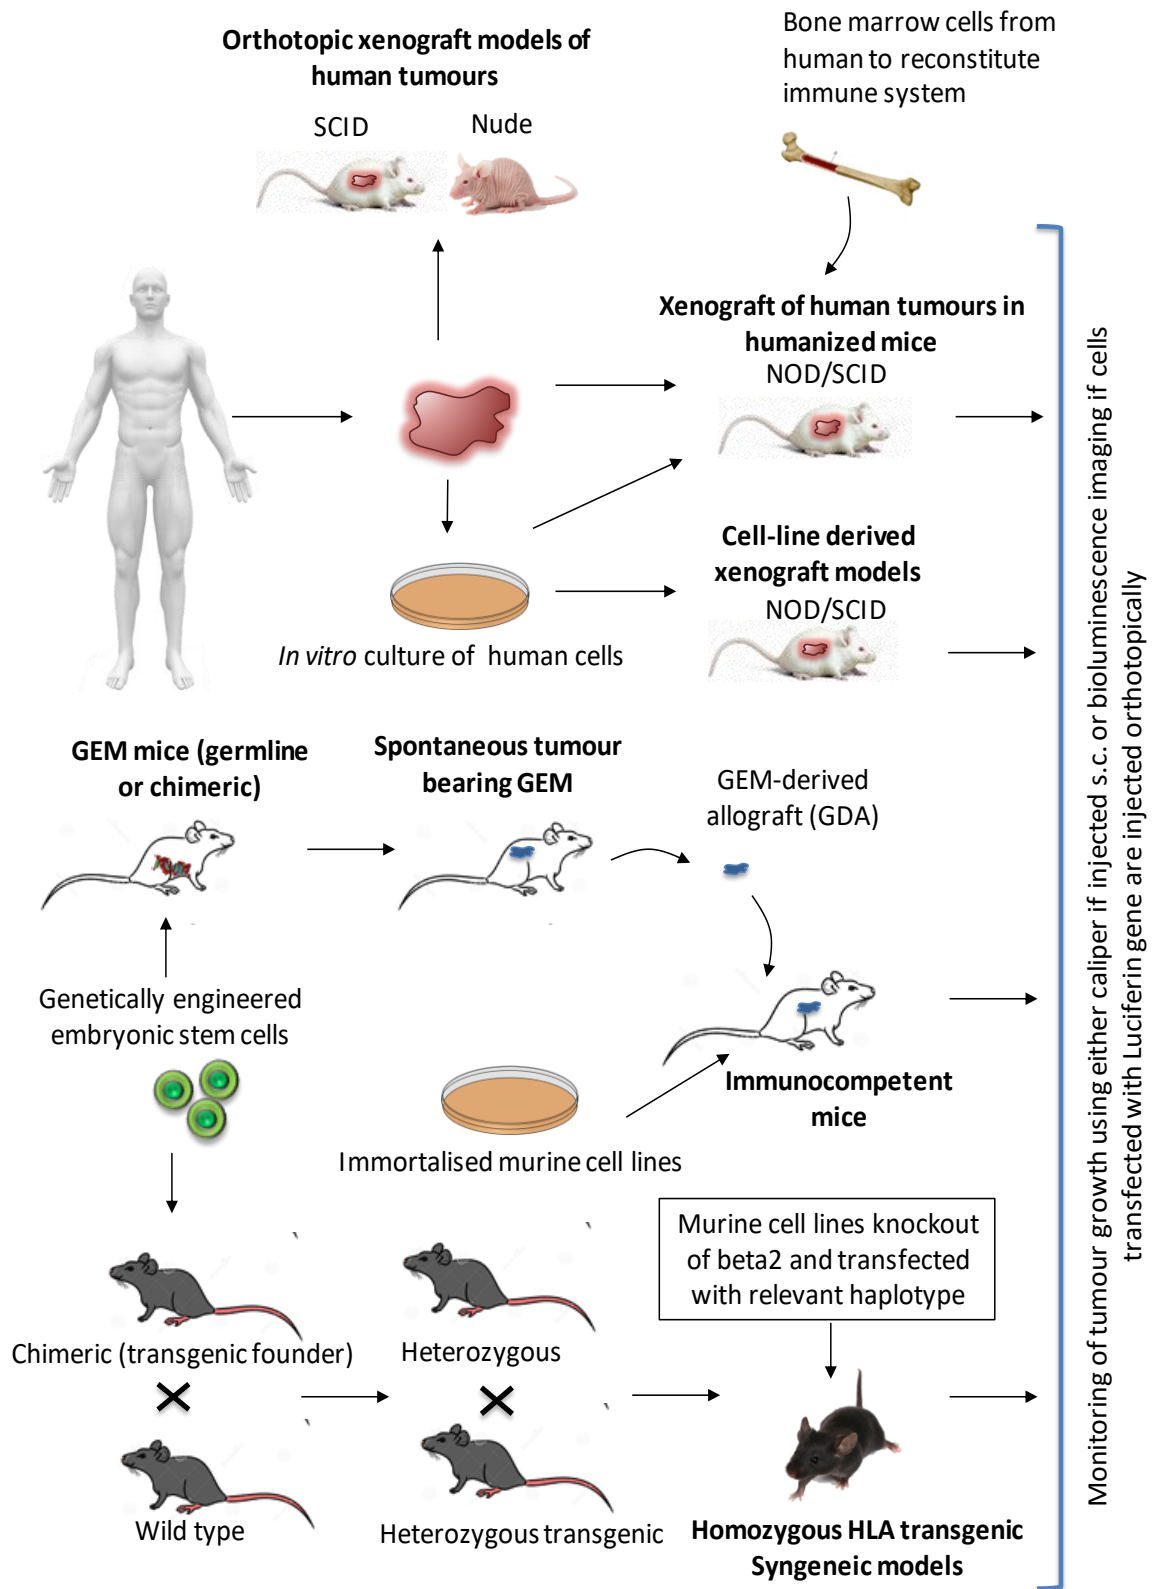 Orthotopic xenograft models of
human tumours
SCID
Nude
Bone marrow cells from
human to reconstitute
immune system
Xenograft of human tumours in
humanized mice
NOD/SCID
Cell-line derived
xenograft models
NOD/SCID
In vitro culture of human cells
GEM mice (germline
or chimeric)
Spontaneous tumour
bearing GEM
GEM-derived
allograft (GDA)
Genetically engineered
embryonic stem cells
Immunocompetent
mice
Immortalised murine cell lines
Murine cell lines knockout
of beta2 and transfected
with relevant haplotype
Chimeric (transgenic founder)
Heterozygous
Wild type
Heterozygous transgenic
Homozygous HLA transgenic
Syngeneic models
Monitoring of tumour growth using either caliper if injected s.c. or bioluminescence imaging if cells
transfected with Luciferin gene are injected orthotopically